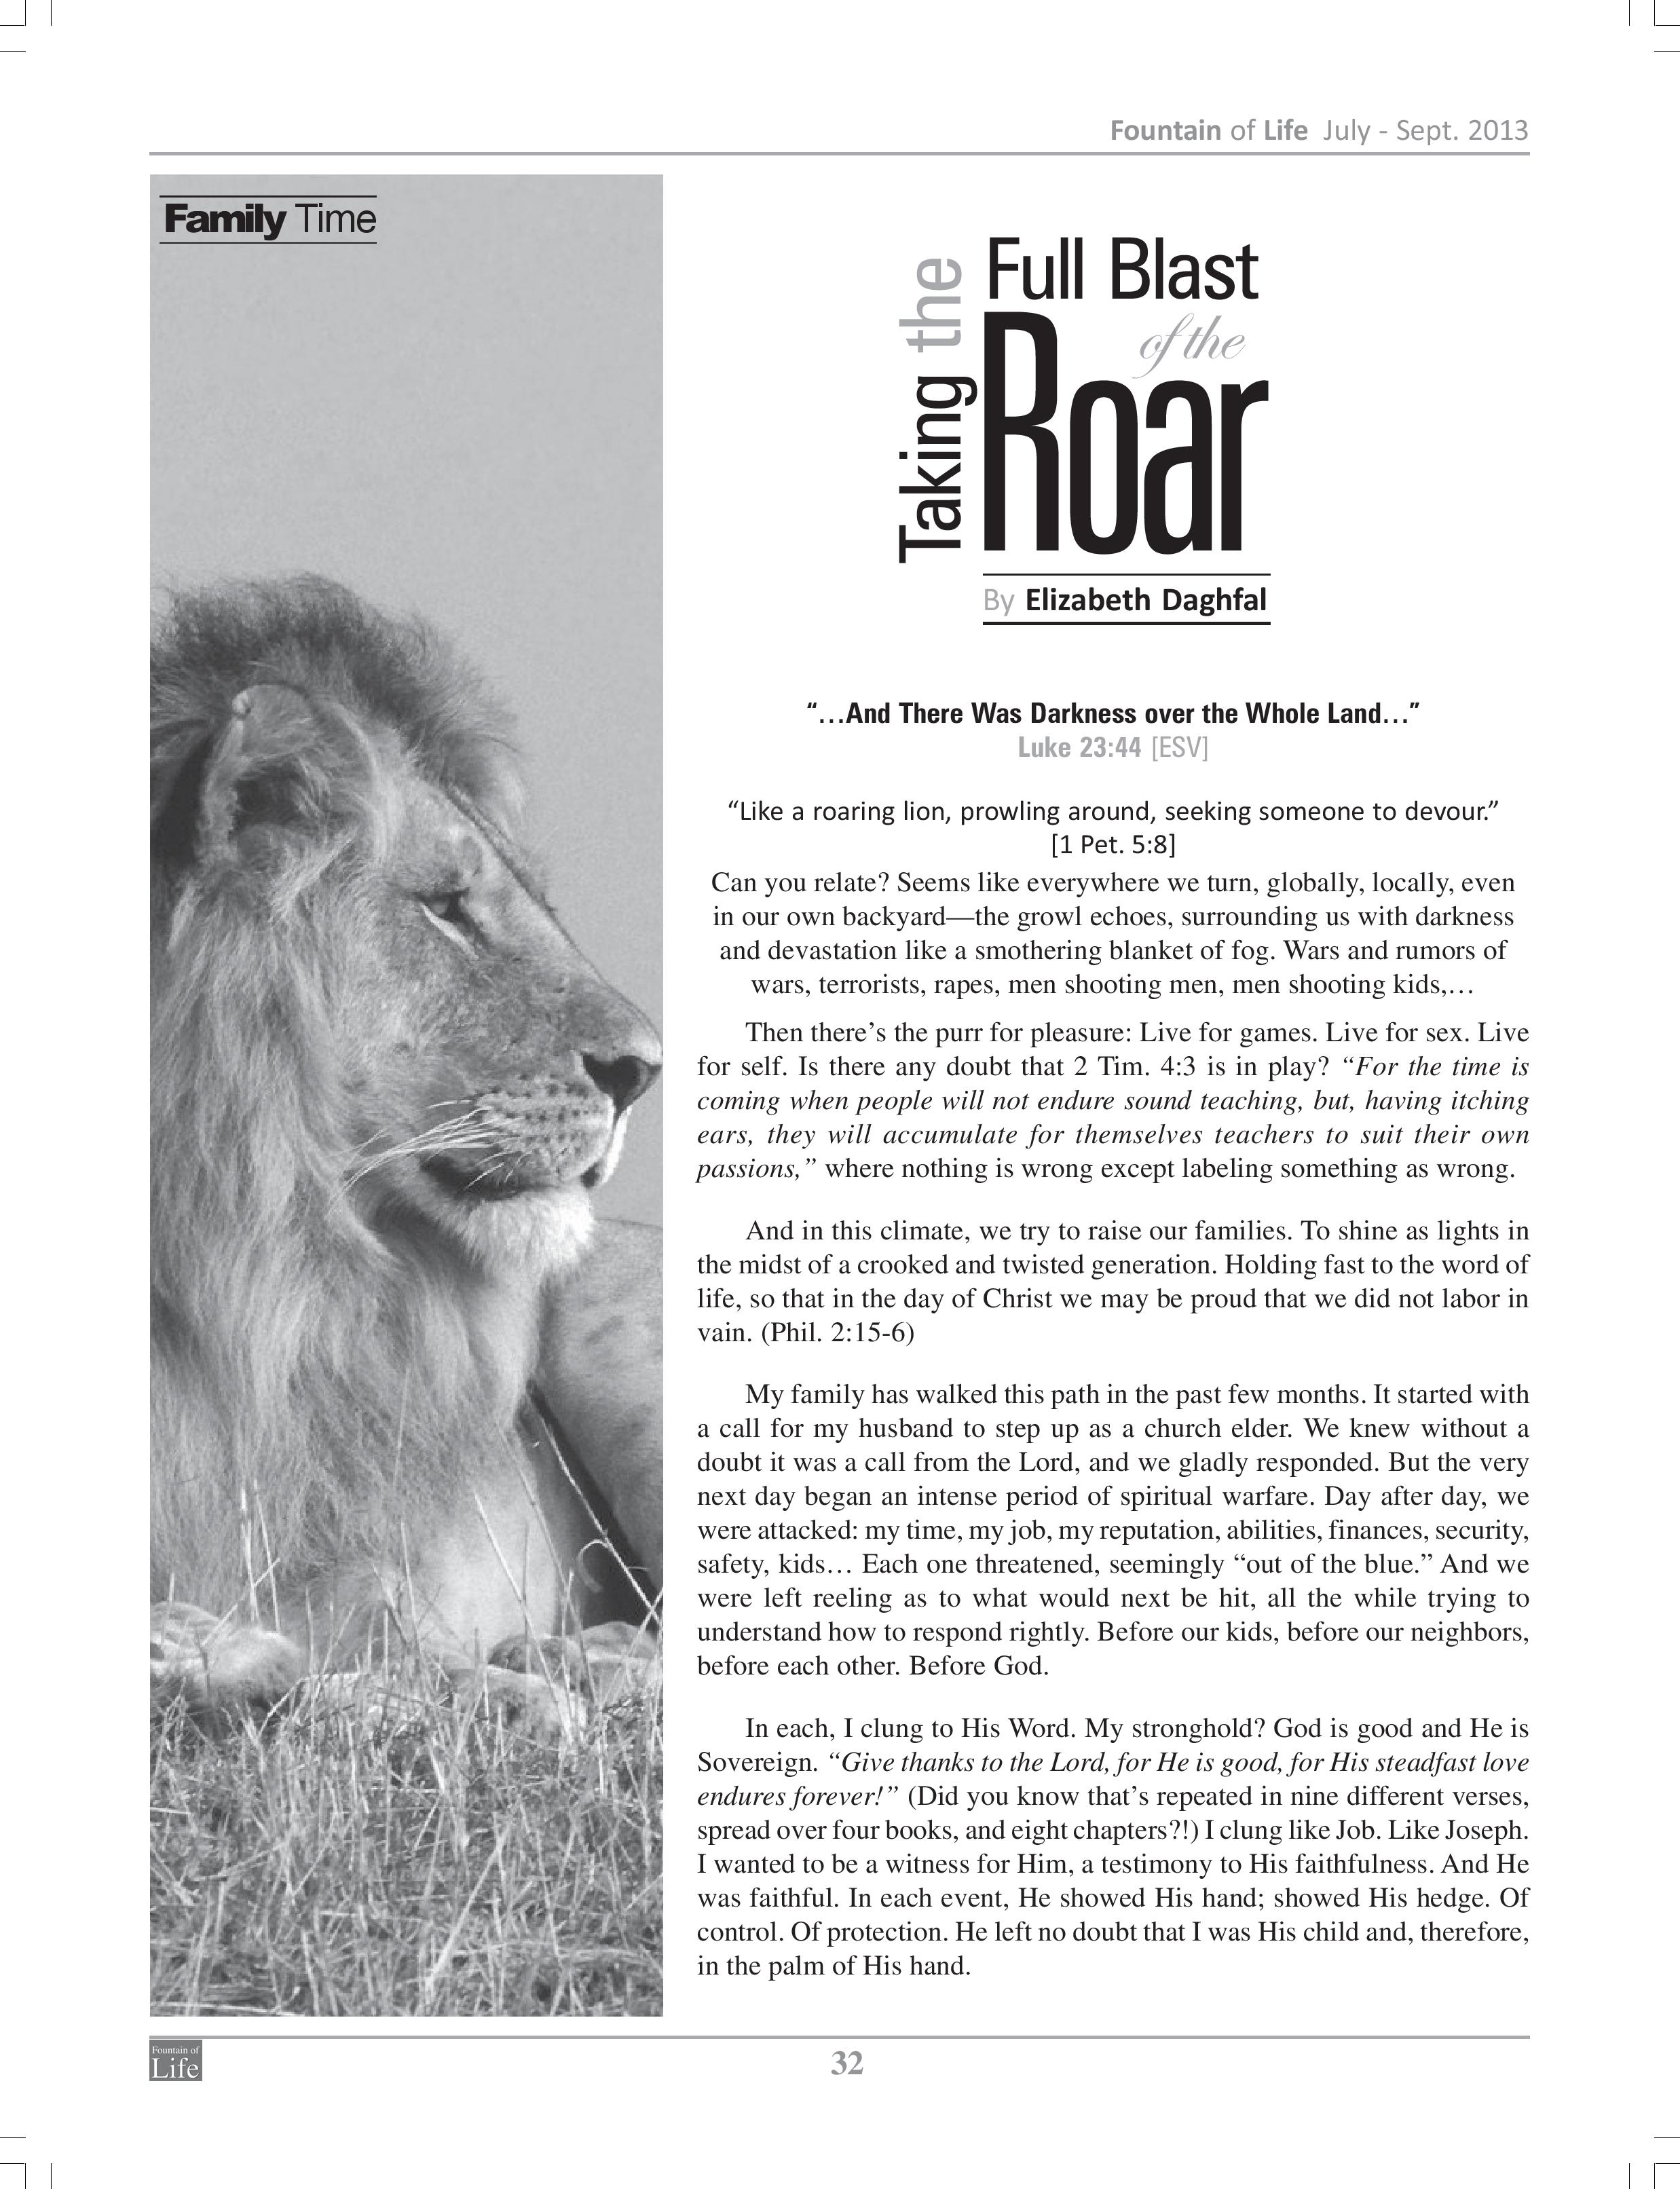 Fountain of Life July - Sept. 2013
Family Time
Taking the
Full Blast
of the
Roar
By Elizabeth Daghfal
“…And There Was Darkness over the Whole Land…”
Luke 23:44 [ESV]
“Like a roaring lion, prowling around, seeking someone to devour.”
[1 Pet. 5:8]
Can you relate? Seems like everywhere we turn, globally, locally, even
in our own backyard—the growl echoes, surrounding us with darkness
and devastation like a smothering blanket of fog. Wars and rumors of
wars, terrorists, rapes, men shooting men, men shooting kids,…
Then there’s the purr for pleasure: Live for games. Live for sex. Live
for self. Is there any doubt that 2 Tim. 4:3 is in play? “For the time is
coming when people will not endure sound teaching, but, having itching
ears, they will accumulate for themselves teachers to suit their own
passions,” where nothing is wrong except labeling something as wrong.
And in this climate, we try to raise our families. To shine as lights in
the midst of a crooked and twisted generation. Holding fast to the word of
life, so that in the day of Christ we may be proud that we did not labor in
vain. (Phil. 2:15-6)
My family has walked this path in the past few months. It started with
a call for my husband to step up as a church elder. We knew without a
doubt it was a call from the Lord, and we gladly responded. But the very
next day began an intense period of spiritual warfare. Day after day, we
were attacked: my time, my job, my reputation, abilities, finances, security,
safety, kids… Each one threatened, seemingly “out of the blue.” And we
were left reeling as to what would next be hit, all the while trying to
understand how to respond rightly. Before our kids, before our neighbors,
before each other. Before God.
In each, I clung to His Word. My stronghold? God is good and He is
Sovereign. “Give thanks to the Lord, for He is good, for His steadfast love
endures forever!” (Did you know that’s repeated in nine different verses,
spread over four books, and eight chapters?!) I clung like Job. Like Joseph.
I wanted to be a witness for Him, a testimony to His faithfulness. And He
was faithful. In each event, He showed His hand; showed His hedge. Of
control. Of protection. He left no doubt that I was His child and, therefore,
in the palm of His hand.
Fountain of
Life
32